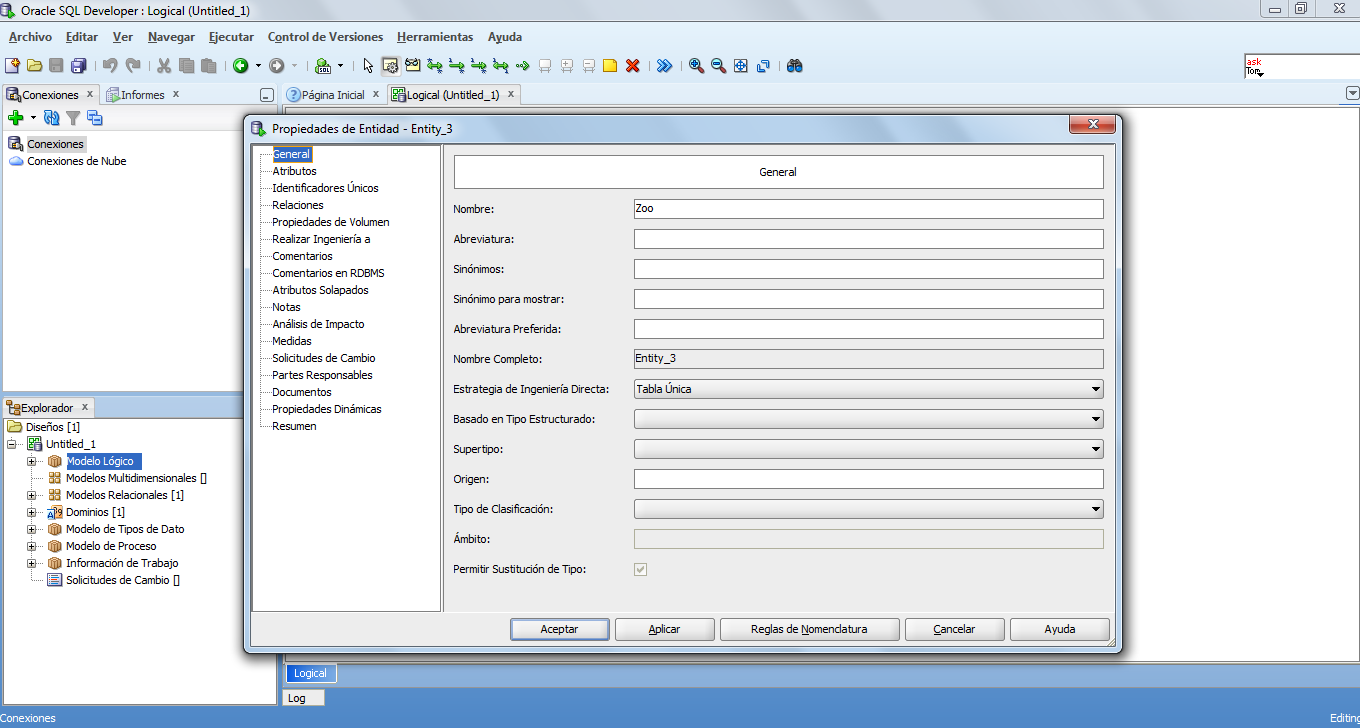 Oracle SQL Developer : Logical (Untitled_1)
Archivo Editar Ver Navegar Ejecutar Control de Versiones Herramientas Ayuda
SQL
ask
Tom
Conexiones x Informes x
Página Inicial x Logical (Untitled_1) x
Conexiones
Conexiones de Nube
Propiedades de Entidad - Entity_3
General
Atributos
Identificadores Únicos
Relaciones
Propiedades de Volumen
Realizar Ingeniería a
Comentarios
Comentarios en RDBMS
Atributos Solapados
Notas
Análisis de Impacto
Medidas
Solicitudes de Cambio
Partes Responsables
Documentos
Propiedades Dinámicas
Resumen
General
Nombre: Zoo
Abreviatura:
Sinónimos:
Sinónimo para mostrar:
Abreviatura Preferida:
Nombre Completo: Entity_3
Estrategia de Ingeniería Directa: Tabla Única
Basado en Tipo Estructurado:
Supertipo:
Origen:
Tipo de Clasificación:
Ámbito:
Permitir Sustitución de Tipo:
Aceptar Aplicar Reglas de Nomenclatura Cancelar Ayuda
Explorador x
Diseños [1]
Untitled_1
Modelo Lógico
Modelos Multidimensionales []
Modelos Relacionales [1]
Dominios [1]
Modelo de Tipos de Dato
Modelo de Proceso
Información de Trabajo
Solicitudes de Cambio []
Logical
Log
Conexiones
Editing